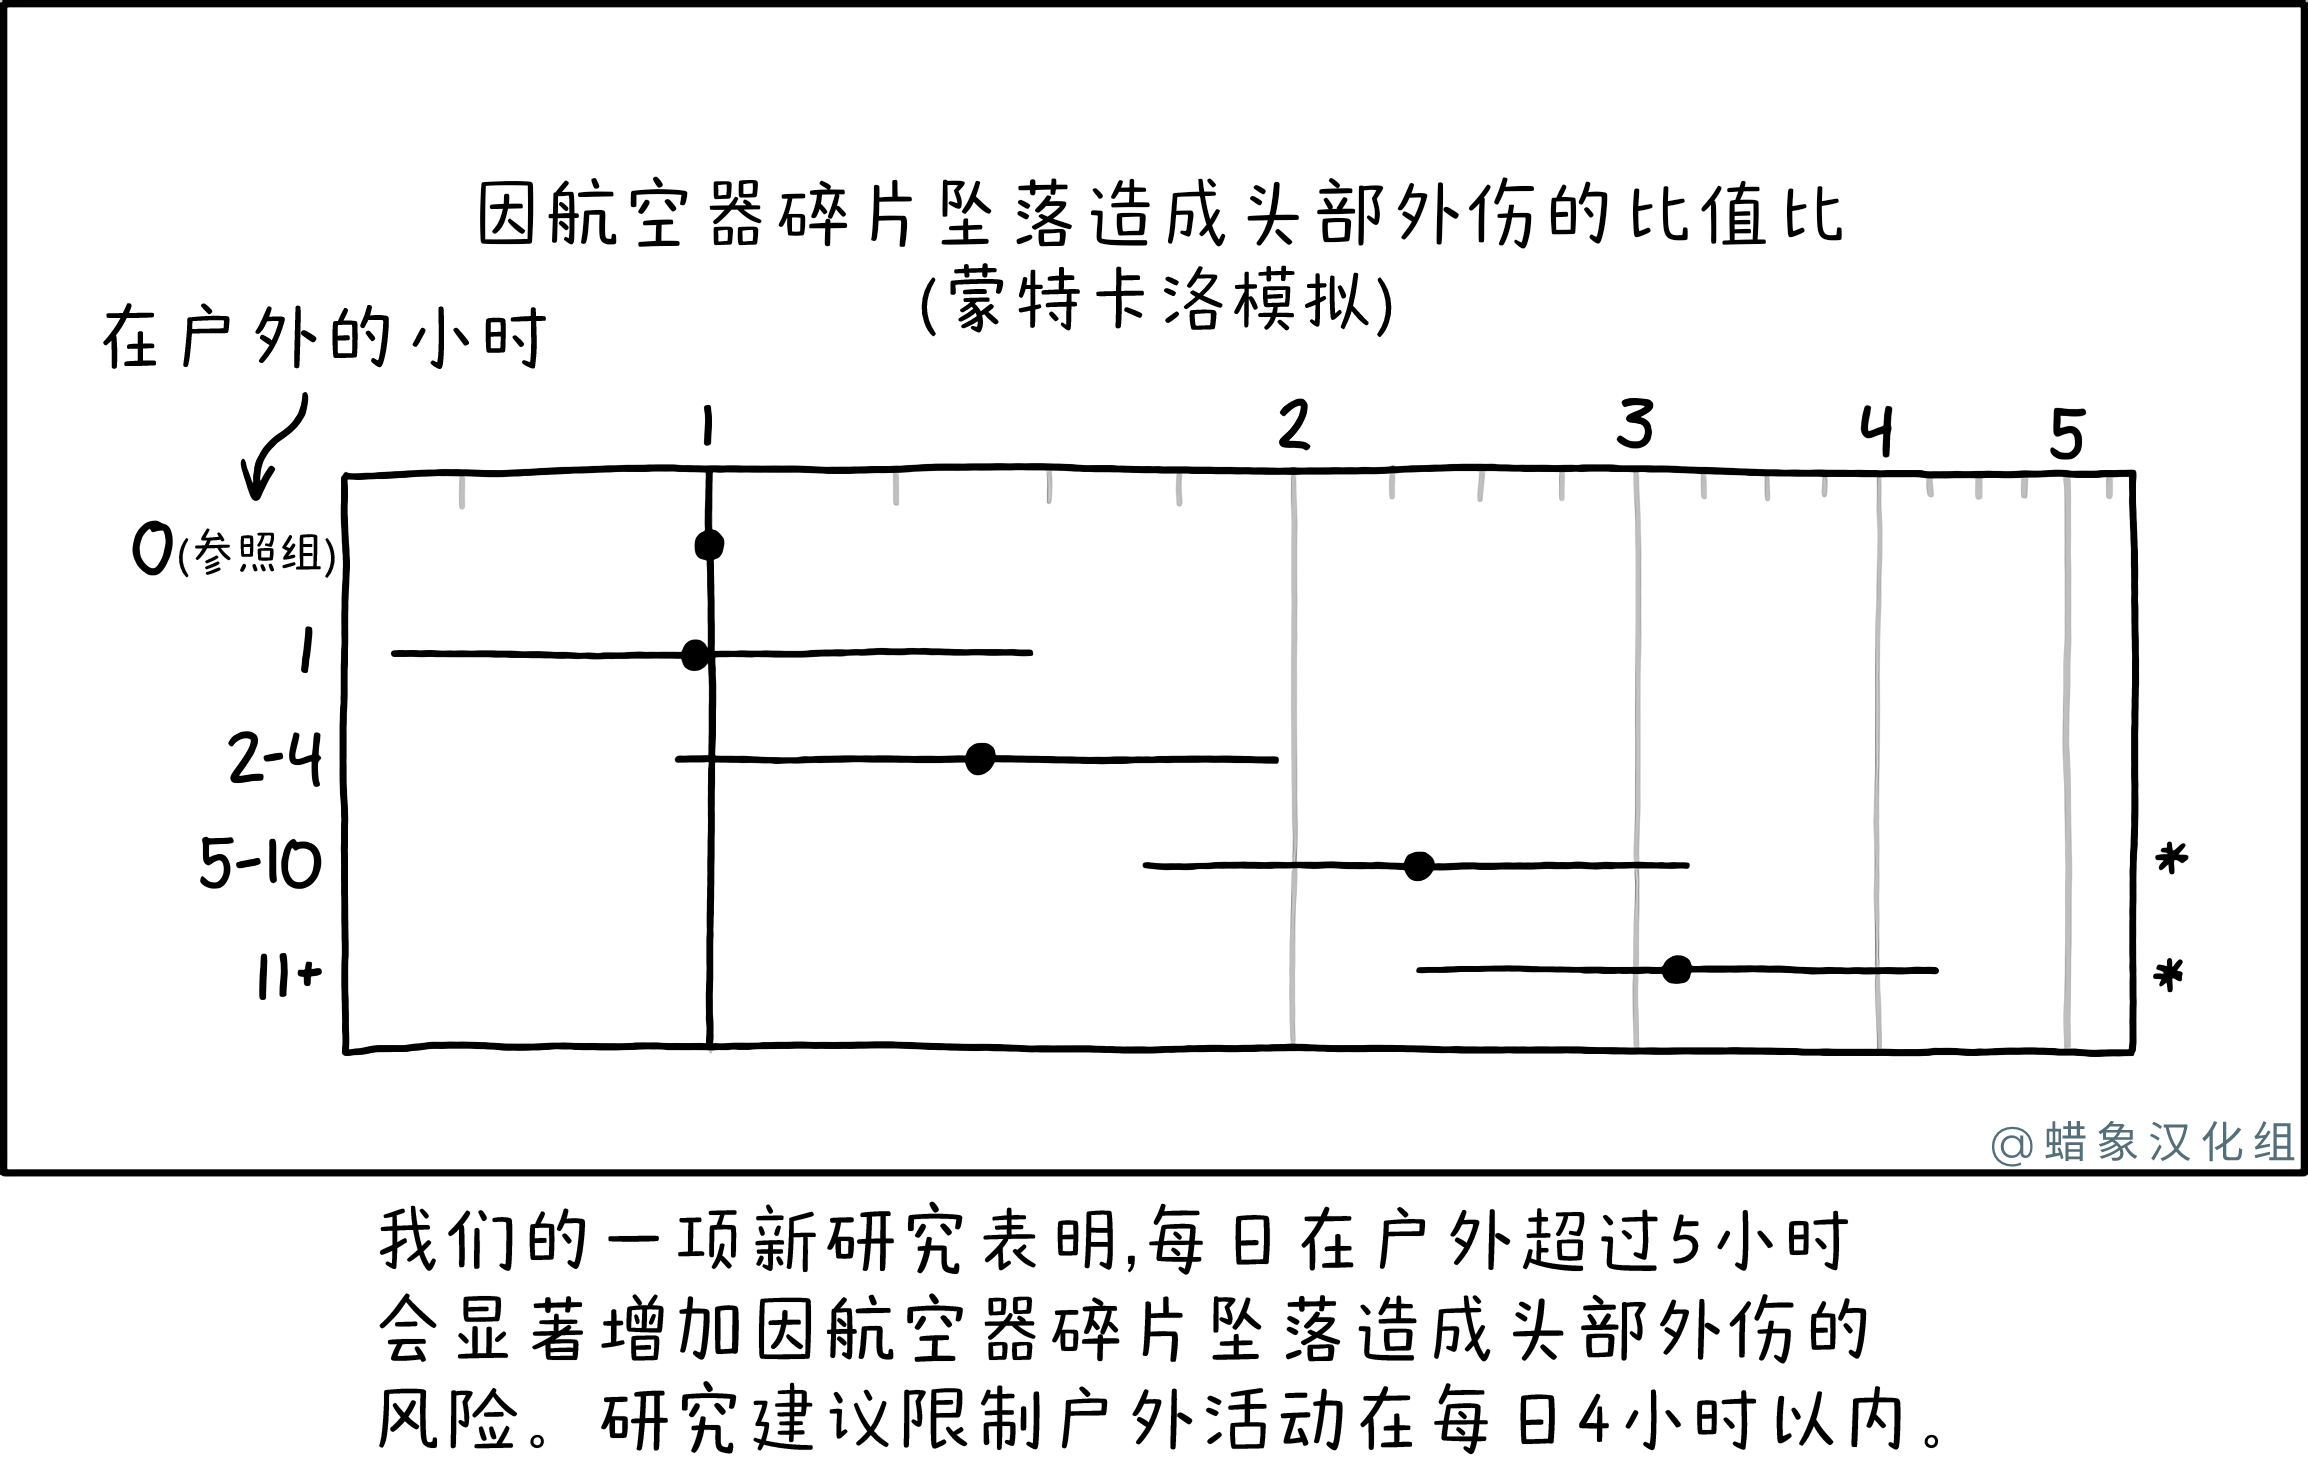 因航空器碎片坠落造成头部外伤的比值比
(蒙特卡洛模拟)
在户外的小时
1 2 3 4 5
0(参照组)
1
2-4
5-10 *
11+ *
@蜡象汉化组
我们的一项新研究表明,每日在户外超过5小时
会显著增加因航空器碎片坠落造成头部外伤的
风险。研究建议限制户外活动在每日4小时以内。